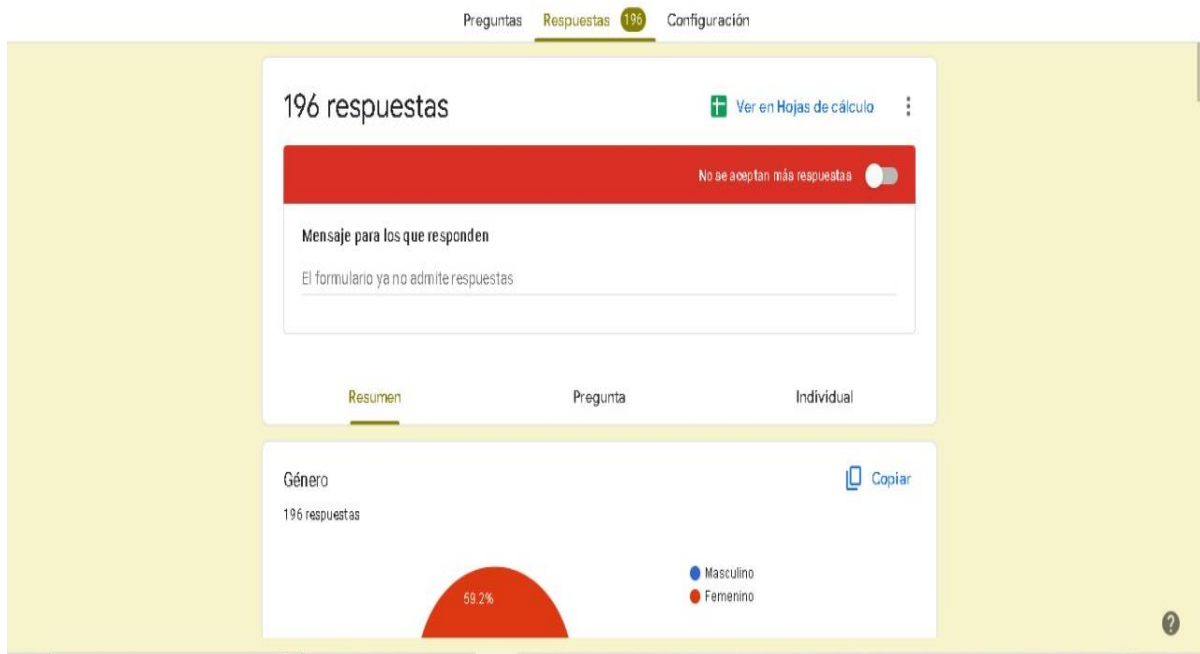 Preguntas Respuestas 196 Configuración
196 respuestas
Ver en Hojas de cálculo
No se aceptan más respuestas
Mensaje para los que responden
El formulario ya no admite respuestas
Resumen Pregunta Individual
Género
Copiar
196 respuestas
59.2%
Masculino
Femenino
?